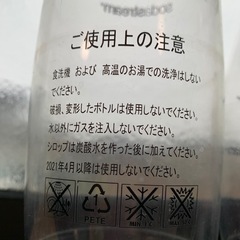 sodastream
ご使用上の注意
食洗機 および 高温のお湯での洗浄はしない
でください。
破損、変形したボトルは使用しないでください。
水以外にガスを注入しないでください。
シロップは炭酸水を作った後に加えてください。
2021年4月以降は使用しないでください。
1
PETE